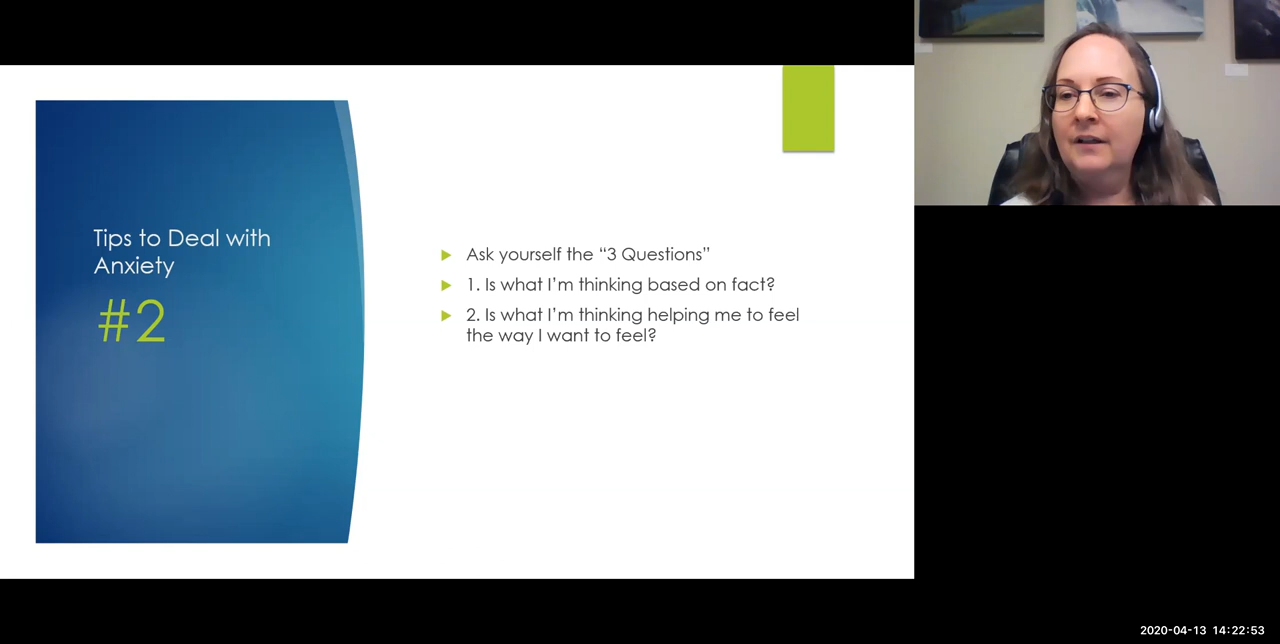 Tips to Deal with
Anxiety
#2
Ask yourself the “3 Questions”
1. Is what I’m thinking based on fact?
2. Is what I’m thinking helping me to feel
the way I want to feel?
2020-04-13 14:22:53